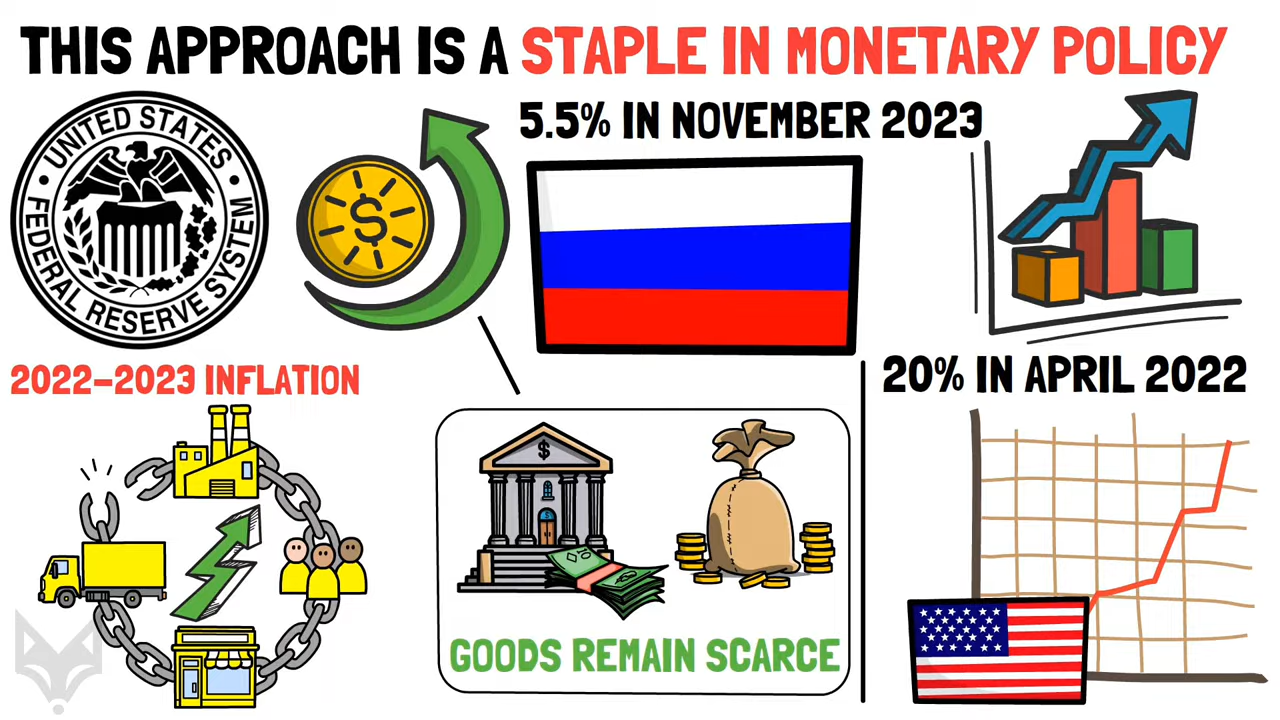 THIS APPROACH IS A STAPLE IN MONETARY POLICY
UNITED STATES
FEDERAL RESERVE SYSTEM
$
5.5% IN NOVEMBER 2023
2022-2023 INFLATION
20% IN APRIL 2022
$
GOODS REMAIN SCARCE